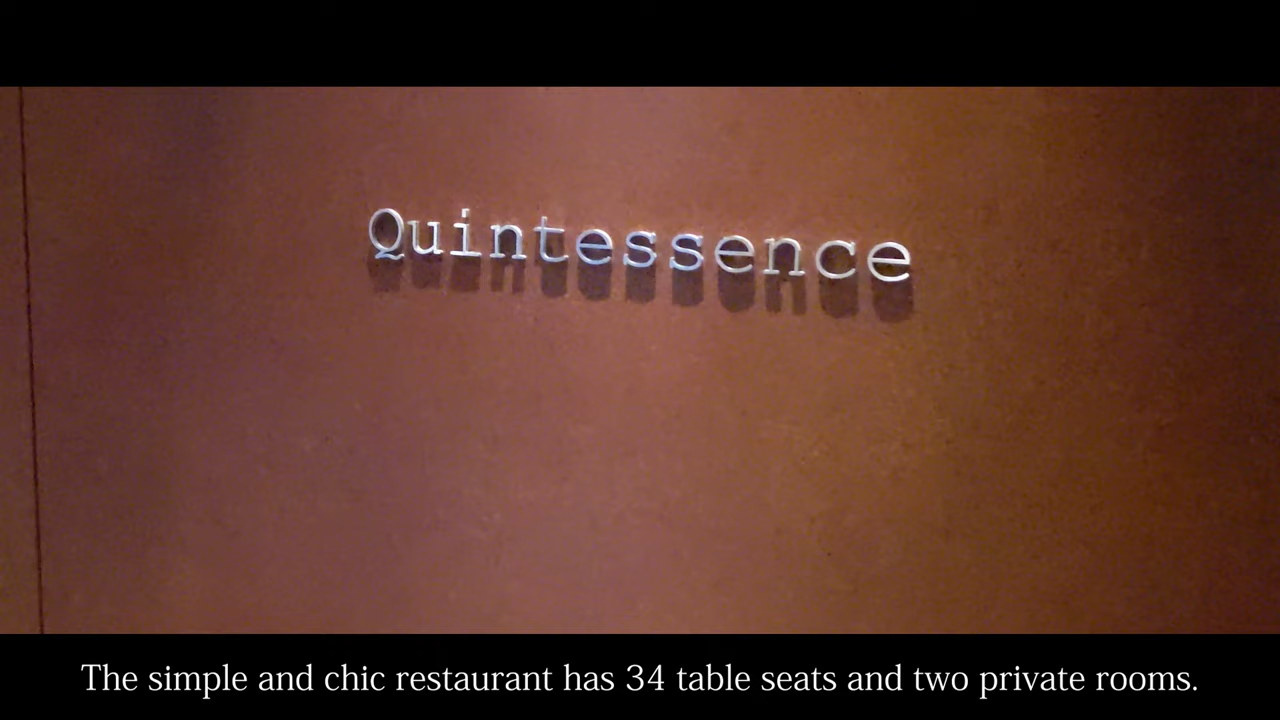 Quintessence
The simple and chic restaurant has 34 table seats and two private rooms.